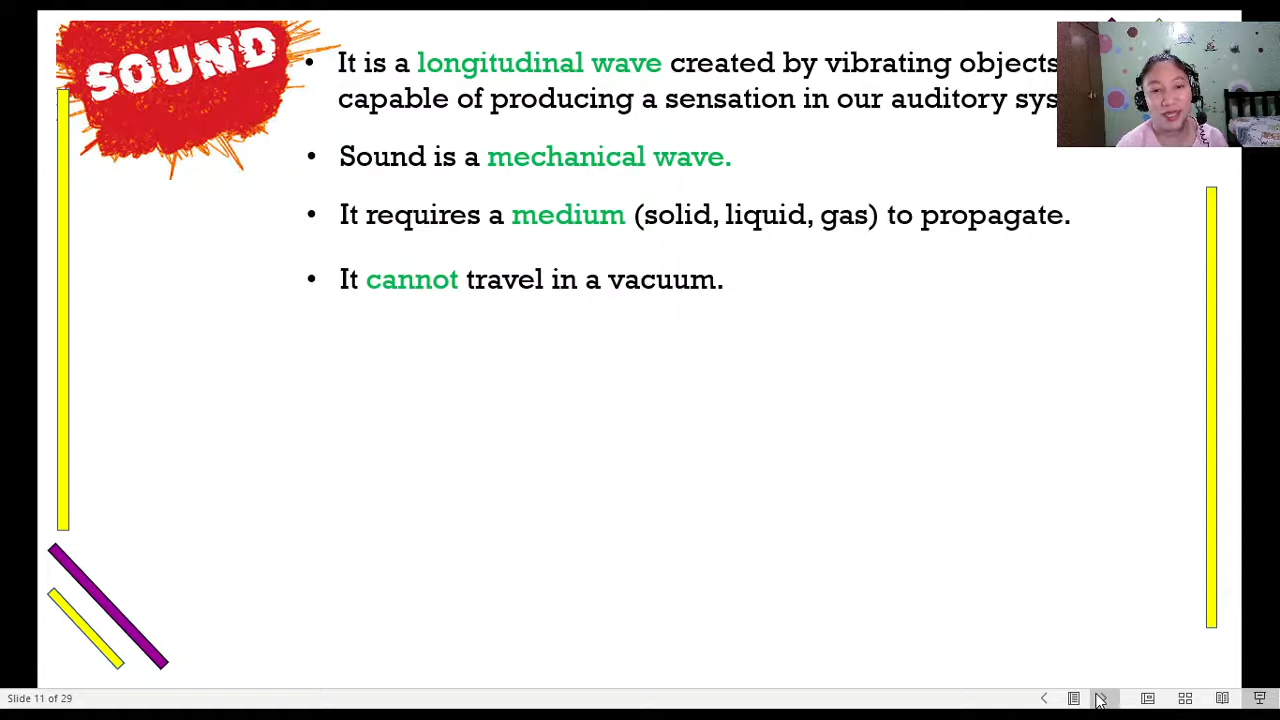 SOUND
• It is a longitudinal wave created by vibrating objects
capable of producing a sensation in our auditory
• Sound is a mechanical wave.
• It requires a medium (solid, liquid, gas) to propagate.
• It cannot travel in a vacuum.
Slide 11 of 29